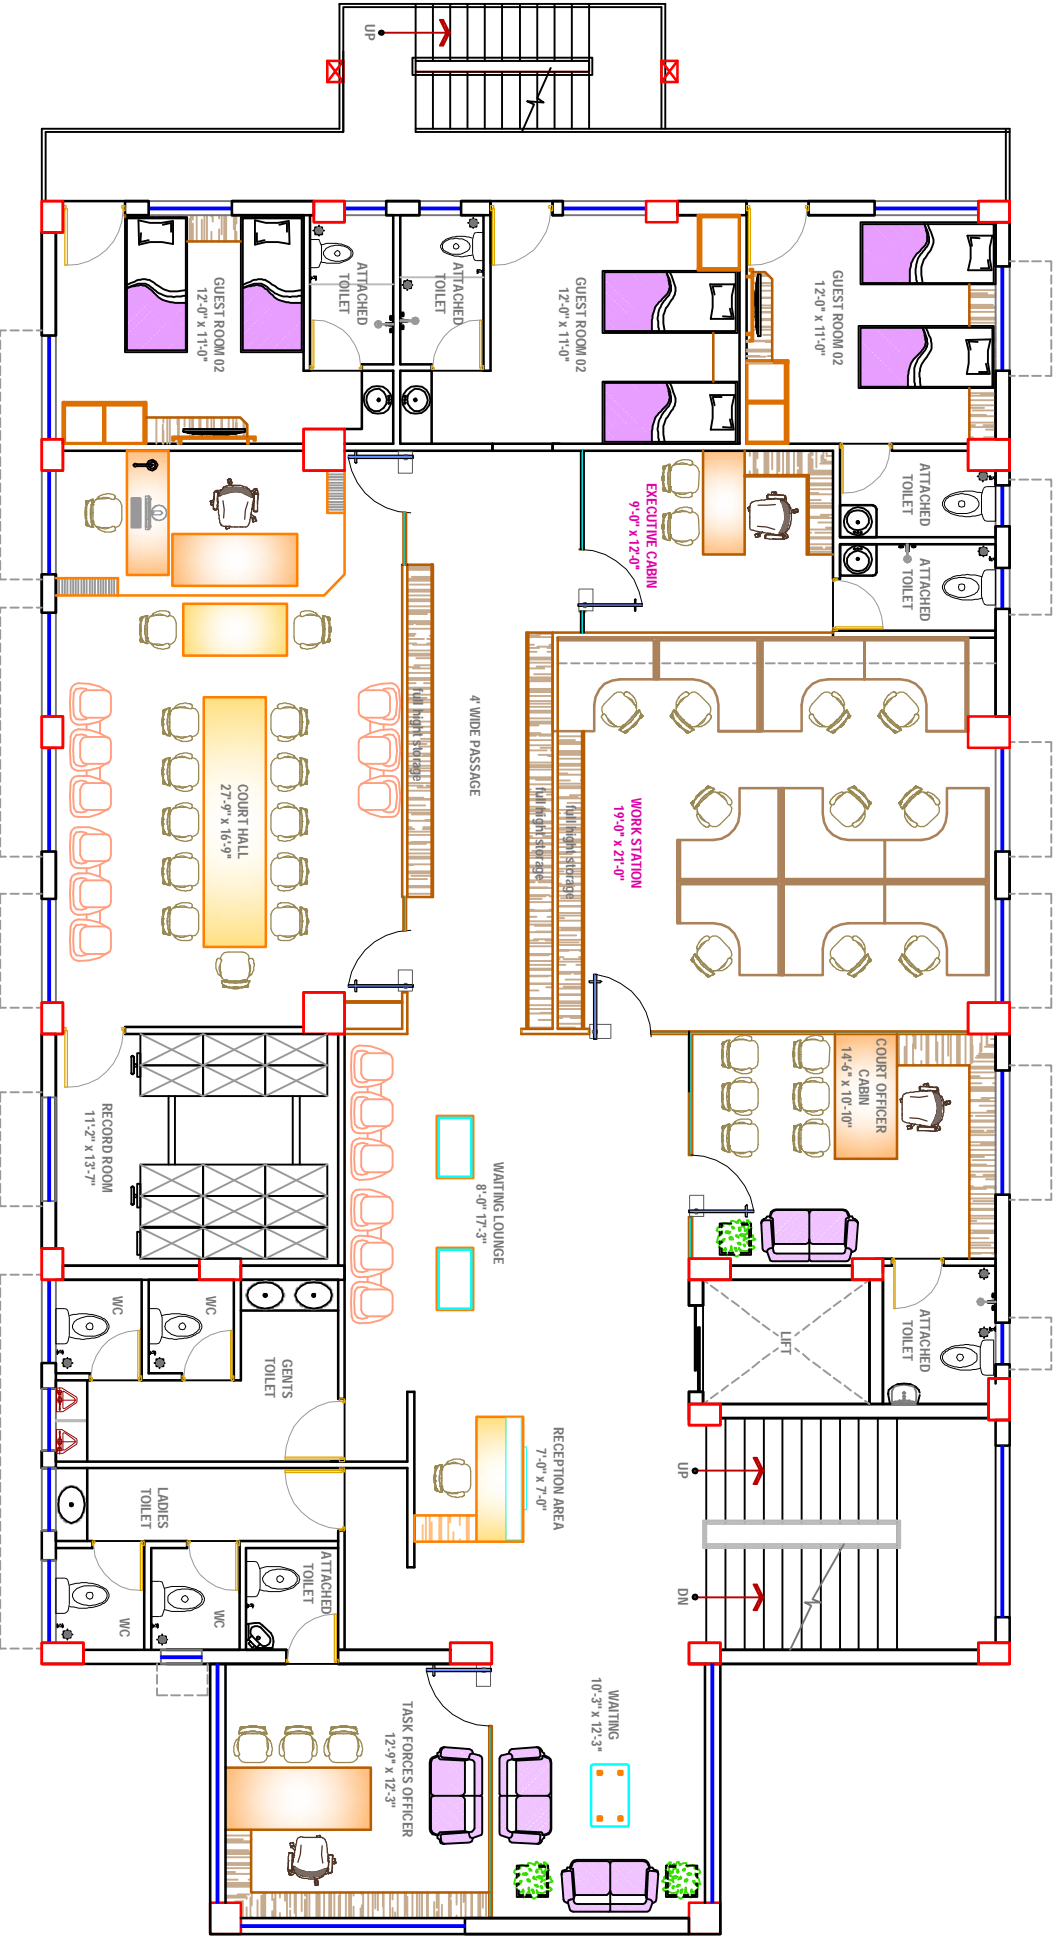 UP
GUEST ROOM 02
12'-0" x 11'-0"
ATTACHED
TOILET
ATTACHED
TOILET
GUEST ROOM 02
12'-0" x 11'-0"
GUEST ROOM 02
12'-0" x 11'-0"
EXECUTIVE CABIN
9'-0" x 12'-0"
ATTACHED
TOILET
ATTACHED
TOILET
full hight storage
4' WIDE PASSAGE
full hight storage
full hight storage
WORK STATION
19'-0" x 21'-0"
COURT HALL
27'-9" x 16'-9"
COURT OFFICER
CABIN
14'-6" x 10'-10"
RECORD ROOM
11'-2" x 13'-7"
WAITING LOUNGE
8'-0" 17'-3"
WC
WC
GENTS
TOILET
LIFT
ATTACHED
TOILET
RECEPTION AREA
7'-0" x 7'-0"
UP
DN
LADIES
TOILET
WC
WC
ATTACHED
TOILET
TASK FORCES OFFICER
12'-9" x 12'-3"
WAITING
10'-3" x 12'-3"